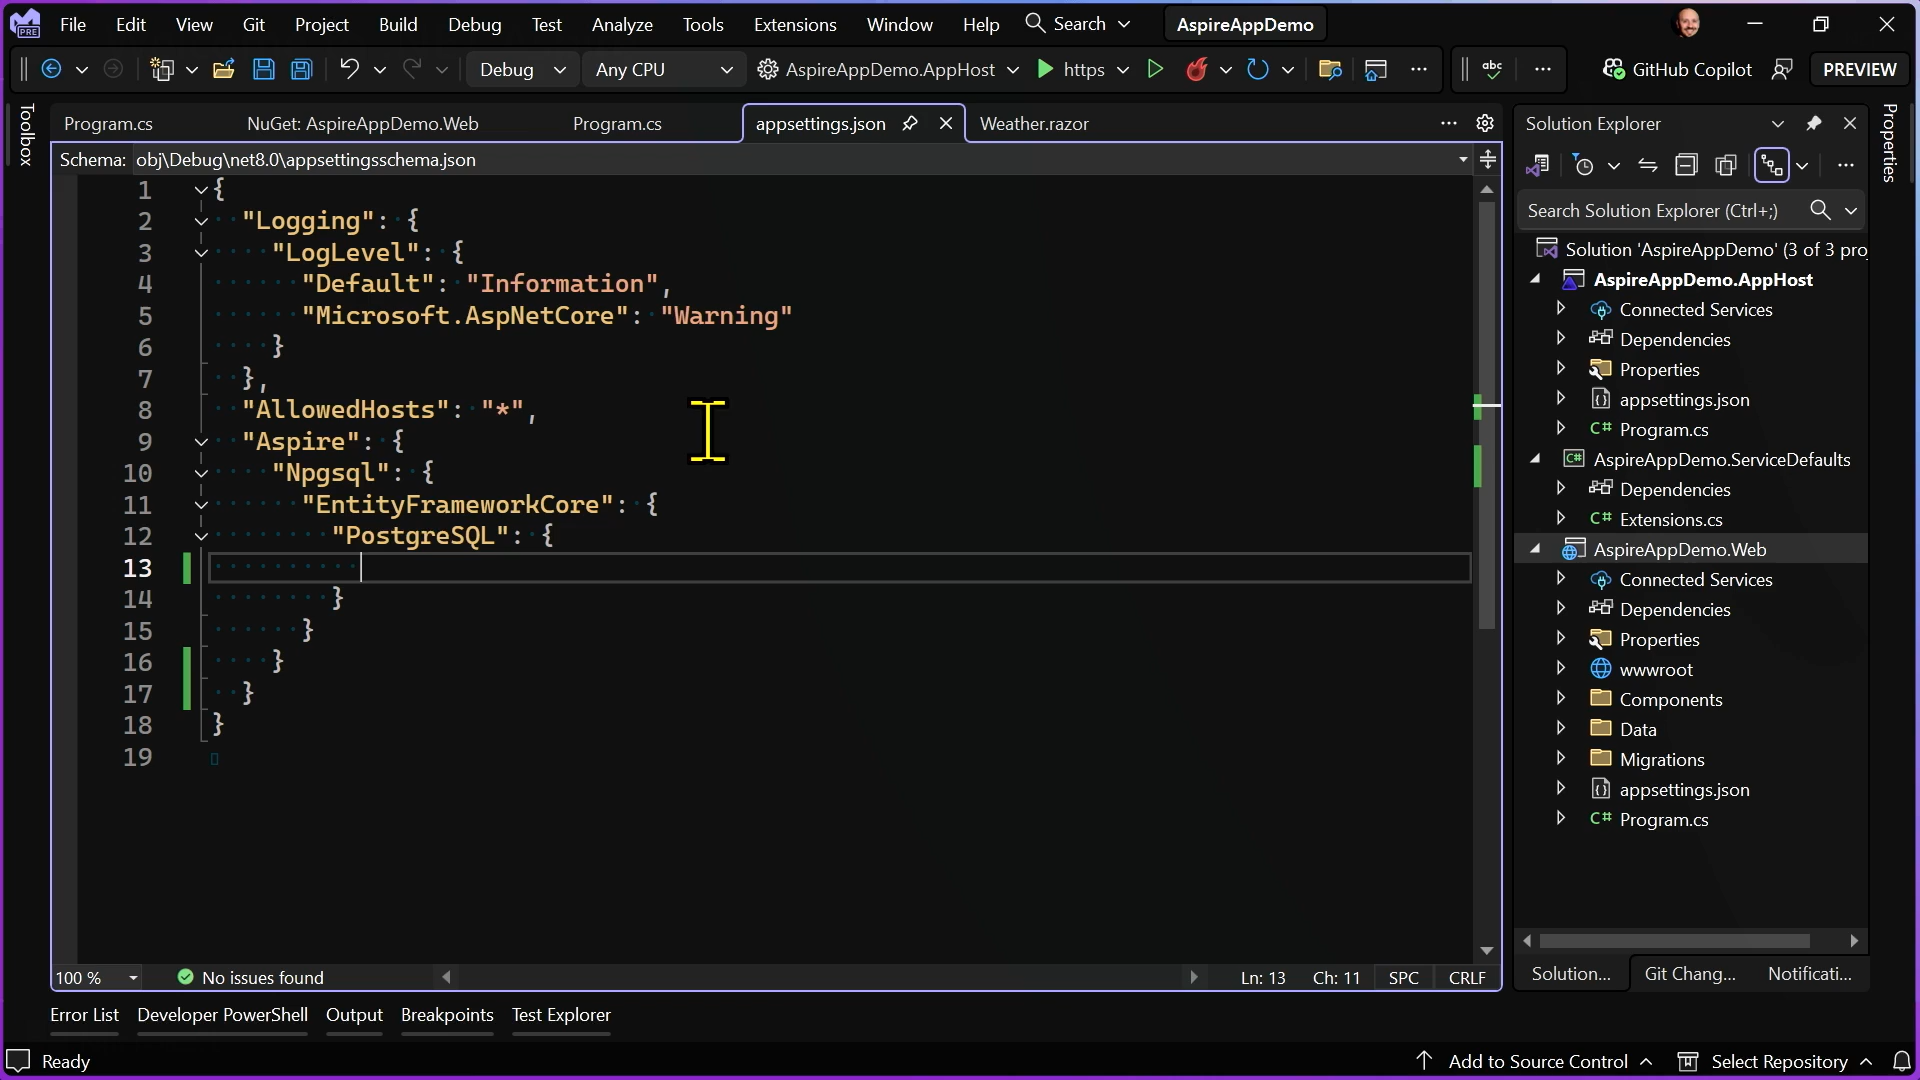 PRE File Edit View Git Project Build Debug Test Analyze Tools Extensions Window Help Search AspireAppDemo
Debug Any CPU AspireAppDemo.AppHost https abc GitHub Copilot PREVIEW
Toolbox
Program.cs NuGet: AspireAppDemo.Web Program.cs appsettings.json Weather.razor
Schema: obj\Debug\net8.0\appsettingsschema.json
1 {
2 "Logging": {
3 "LogLevel": {
4 "Default": "Information",
5 "Microsoft.AspNetCore": "Warning"
6 }
7 },
8 "AllowedHosts": "*",
9 "Aspire": {
10 "Npgsql": {
11 "EntityFrameworkCore": {
12 "PostgreSQL": {
13
14 }
15 }
16 }
17 }
18 }
19
100 % No issues found Ln: 13 Ch: 11 SPC CRLF
Solution Explorer
Search Solution Explorer (Ctrl+;)
Solution 'AspireAppDemo' (3 of 3 pro
AspireAppDemo.AppHost
Connected Services
Dependencies
Properties
appsettings.json
C# Program.cs
C# AspireAppDemo.ServiceDefaults
Dependencies
C# Extensions.cs
AspireAppDemo.Web
Connected Services
Dependencies
Properties
wwwroot
Components
Data
Migrations
appsettings.json
C# Program.cs
Solution... Git Chang... Notificati...
Properties
Error List Developer PowerShell Output Breakpoints Test Explorer
Ready Add to Source Control Select Repository